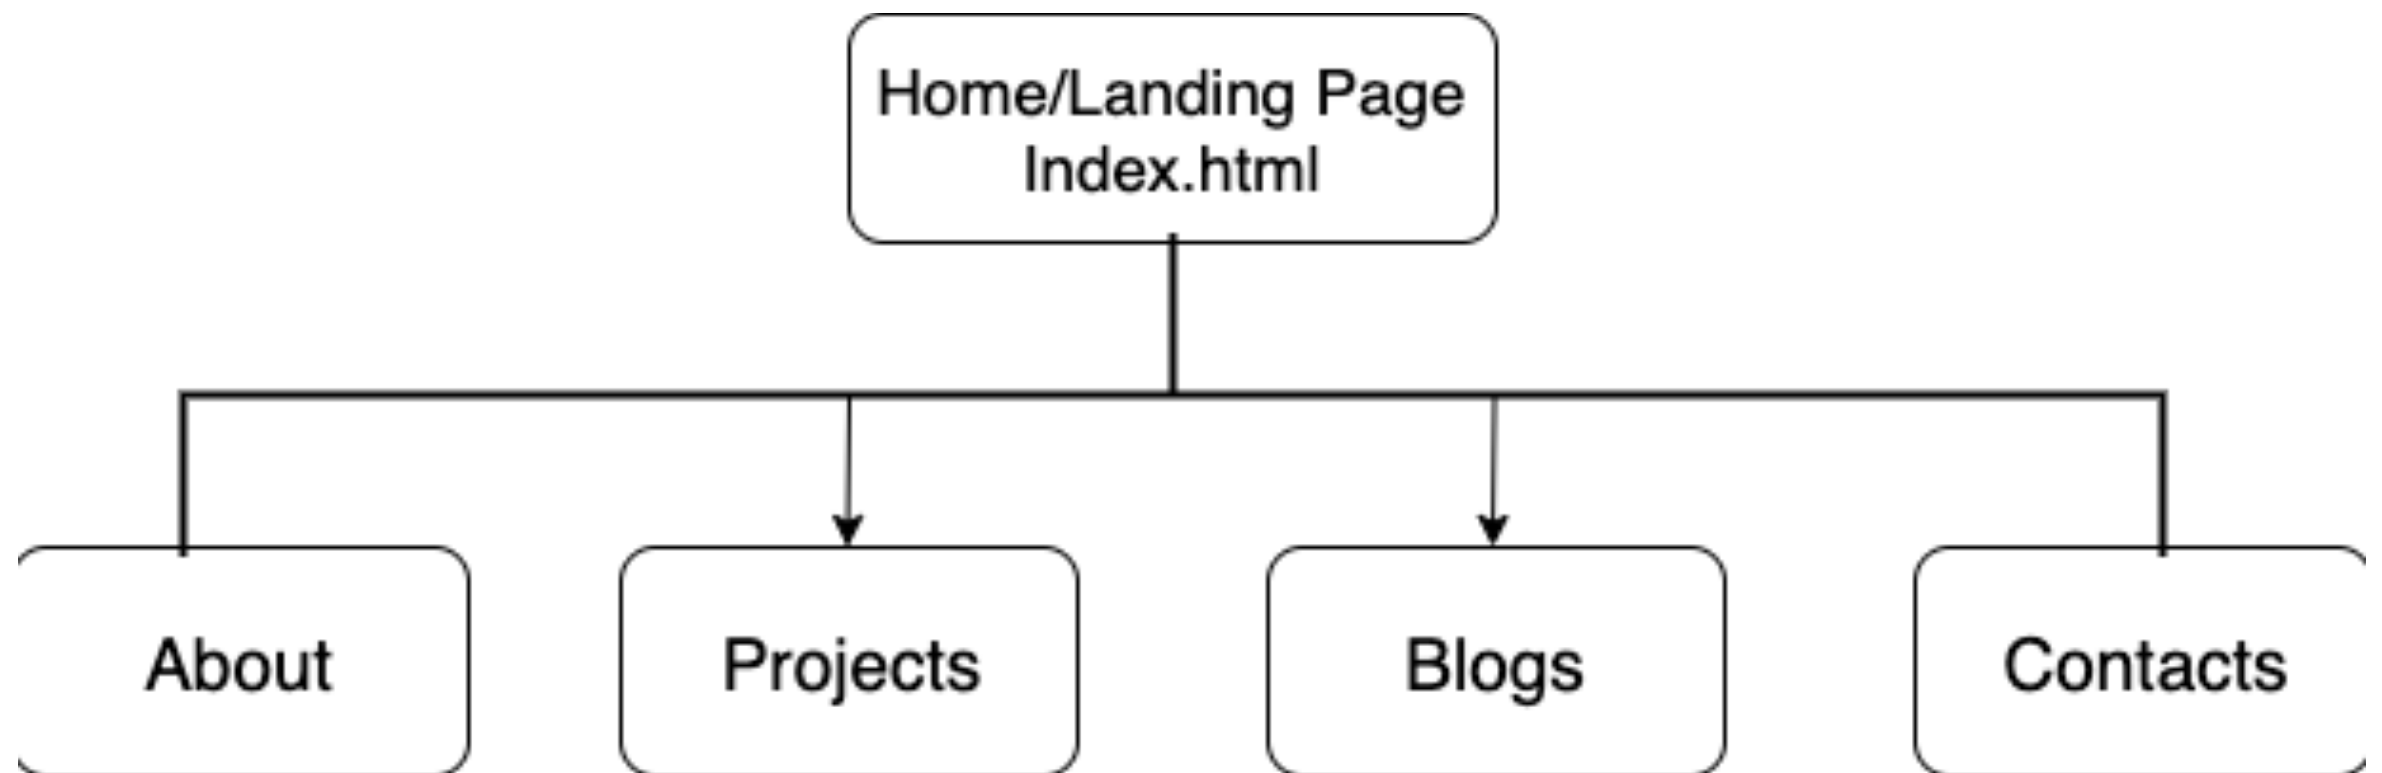 Home/Landing Page
Index.html
About
Projects
Blogs
Contacts